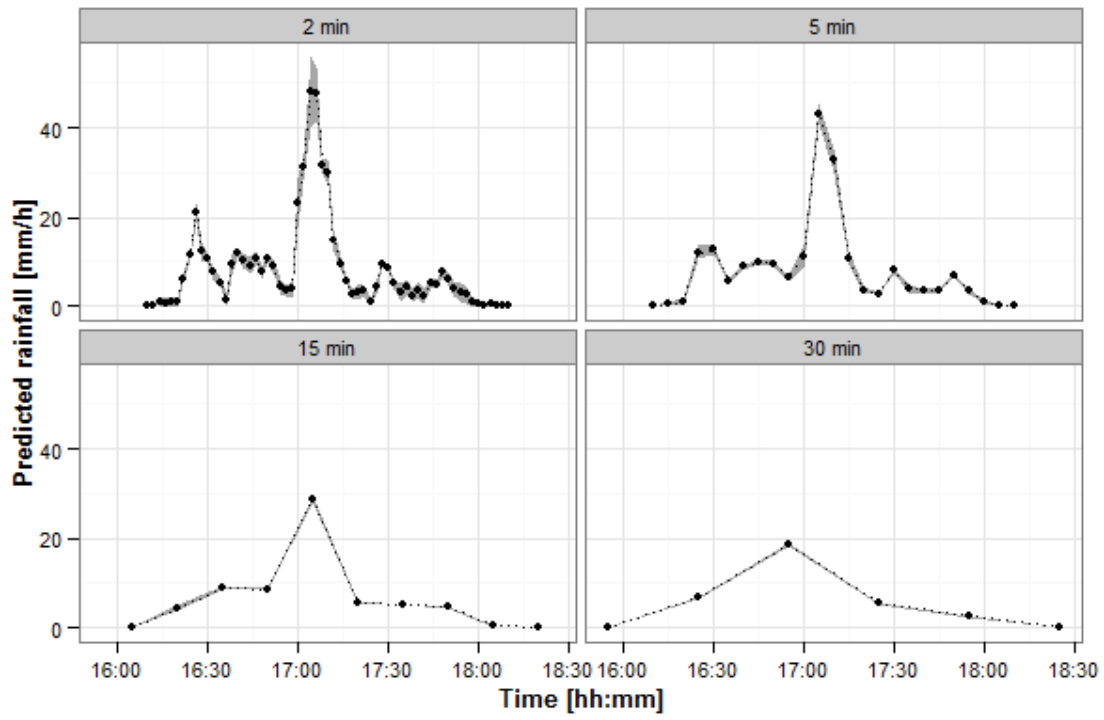 2 min 5 min
40
20
0
15 min 30 min
40
20
0
Predicted rainfall [mm/h]
16:00 16:30 17:00 17:30 18:00 18:30 16:00 16:30 17:00 17:30 18:00 18:30
Time [hh:mm]